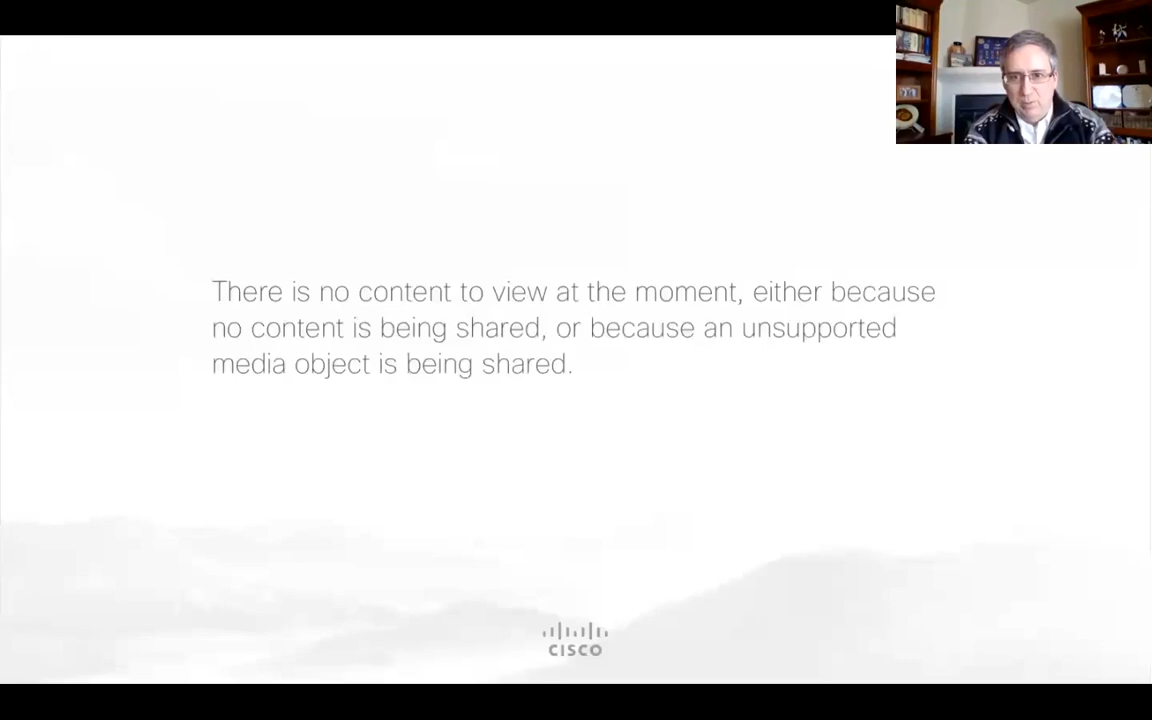 There is no content to view at the moment, either because
no content is being shared, or because an unsupported
media object is being shared.
CISCO